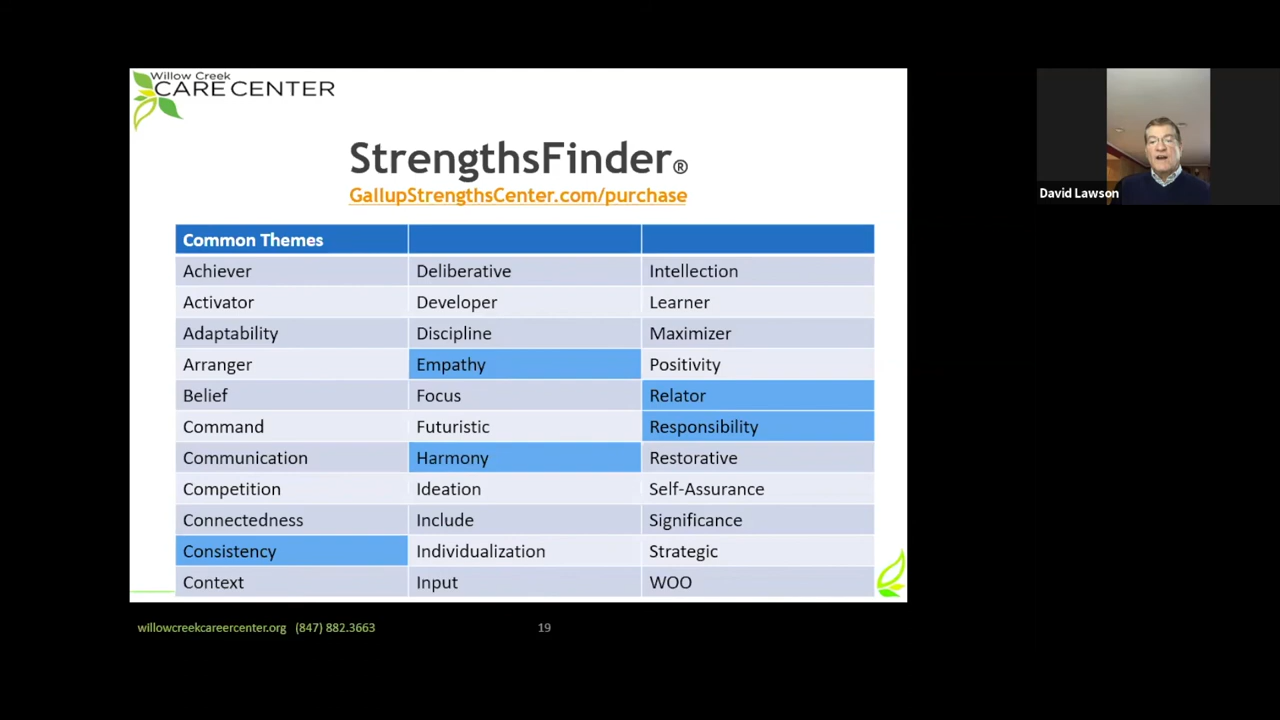 Willow Creek
CARE CENTER
StrengthsFinder®
GallupStrengthsCenter.com/purchase
Common Themes
Achiever Deliberative Intellection
Activator Developer Learner
Adaptability Discipline Maximizer
Arranger Empathy Positivity
Belief Focus Relator
Command Futuristic Responsibility
Communication Harmony Restorative
Competition Ideation Self-Assurance
Connectedness Include Significance
Consistency Individualization Strategic
Context Input WOO
willowcreekcareercenter.org (847) 882.3663 19
David Lawson